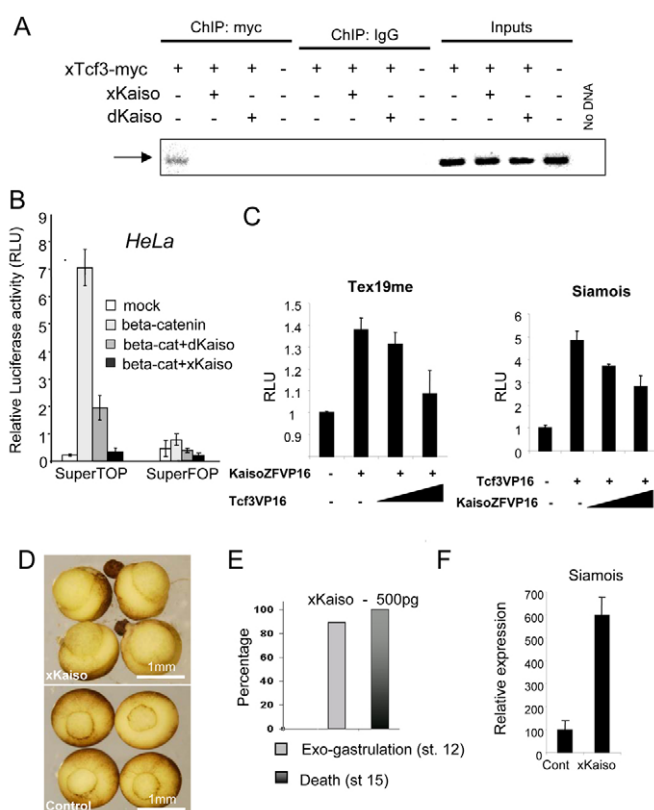 A
ChIP: myc ChIP: IgG Inputs
xTcf3-myc + + + - + + + - + + + -
xKaiso - + - - - + - - - + - -
dKaiso - - + - - - + - - - + -
No DNA
B
Relative Luciferase activity (RLU)
9
8
7
6
5
4
3
2
1
0
HeLa
mock
beta-catenin
beta-cat+dKaiso
beta-cat+xKaiso
SuperTOP SuperFOP
C
Tex19me
RLU
1.5
1.4
1.3
1.2
1
0.9
KaisoZFVP16 - + + +
Tcf3VP16 - -
Siamois
RLU
6
5
4
3
2
1
0
Tcf3VP16 - + + +
KaisoZFVP16 - -
D
xKaiso 1mm
Control 1mm
E
xKaiso - 500pg
Percentage
100
80
60
40
20
0
Exo-gastrulation (st. 12)
Death (st 15)
F
Siamois
Relative expression
700
600
500
400
300
200
100
0
Cont xKaiso